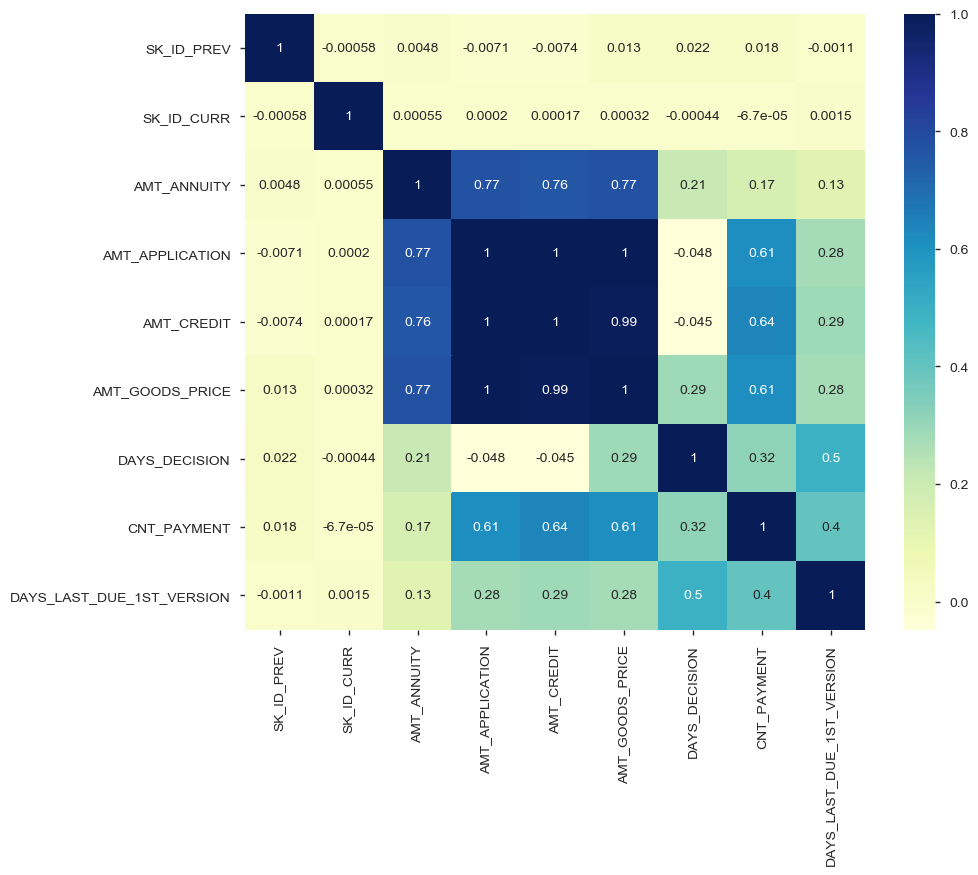 1.0
SK_ID_PREV 1 -0.00058 0.0048 -0.0071 -0.0074 0.013 0.022 0.018 -0.0011
SK_ID_CURR -0.00058 1 0.00055 0.0002 0.00017 0.00032 -0.00044 -6.7e-05 0.0015
0.8
AMT_ANNUITY 0.0048 0.00055 1 0.77 0.76 0.77 0.21 0.17 0.13
AMT_APPLICATION -0.0071 0.0002 0.77 1 1 1 -0.048 0.61 0.28
0.6
AMT_CREDIT -0.0074 0.00017 0.76 1 1 0.99 -0.045 0.64 0.29
0.4
AMT_GOODS_PRICE 0.013 0.00032 0.77 1 0.99 1 0.29 0.61 0.28
DAYS_DECISION 0.022 -0.00044 0.21 -0.048 -0.045 0.29 1 0.32 0.5
0.2
CNT_PAYMENT 0.018 -6.7e-05 0.17 0.61 0.64 0.61 0.32 1 0.4
DAYS_LAST_DUE_1ST_VERSION -0.0011 0.0015 0.13 0.28 0.29 0.28 0.5 0.4 1
0.0
SK_ID_PREV
SK_ID_CURR
AMT_ANNUITY
AMT_APPLICATION
AMT_CREDIT
AMT_GOODS_PRICE
DAYS_DECISION
CNT_PAYMENT
DAYS_LAST_DUE_1ST_VERSION